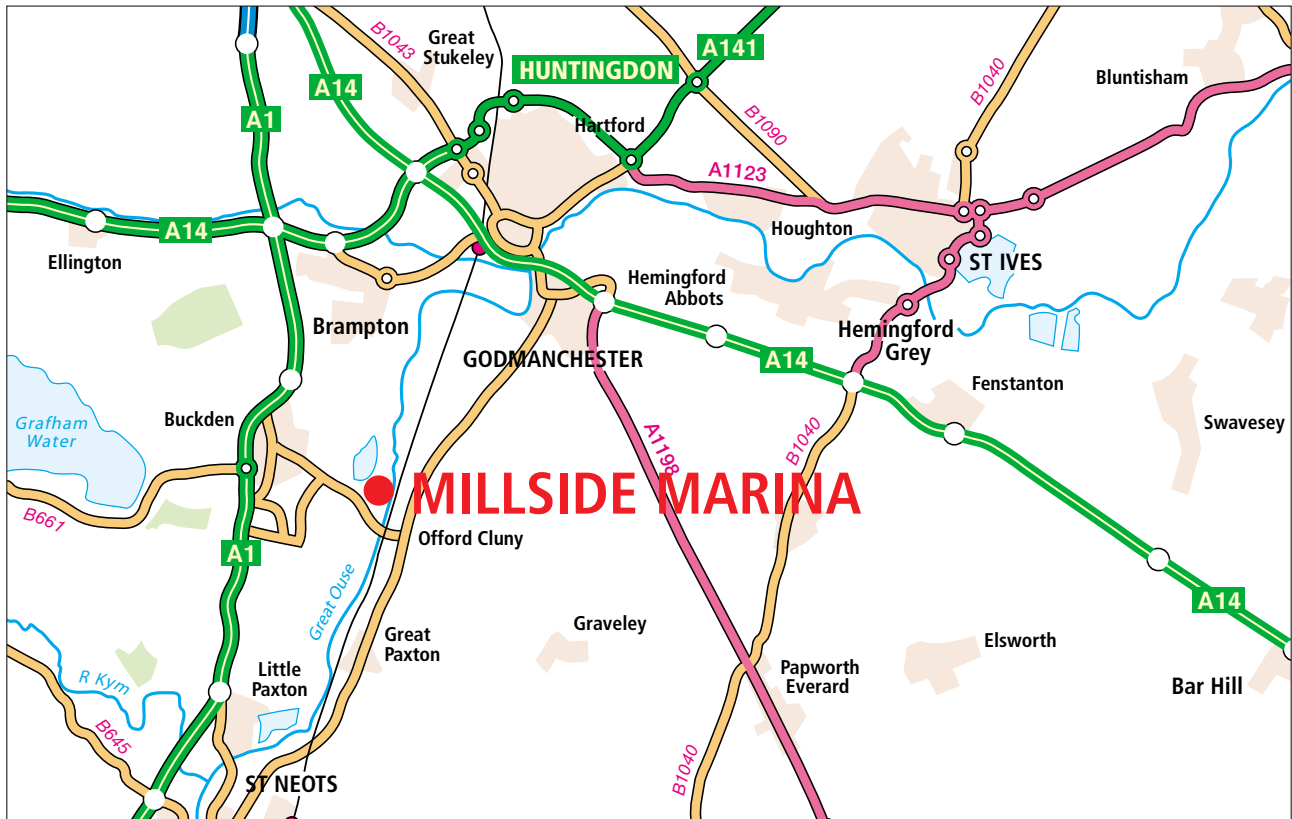 B1043
Great
Stukeley
A141
HUNTINGDON
A14
B1040
Bluntisham
A1
Hartford
B1090
A1123
A14
Houghton
Ellington
ST IVES
Hemingford
Abbots
Brampton
Hemingford
Grey
GODMANCHESTER
A14
Fenstanton
Buckden
Grafham
Water
Swavesey
A1198
B1040
MILLSIDE MARINA
B661
Offord Cluny
A1
Great Ouse
A14
Graveley
Great
Paxton
Elsworth
Little
Paxton
R Kym
Papworth
Everard
Bar Hill
B645
B1040
ST NEOTS